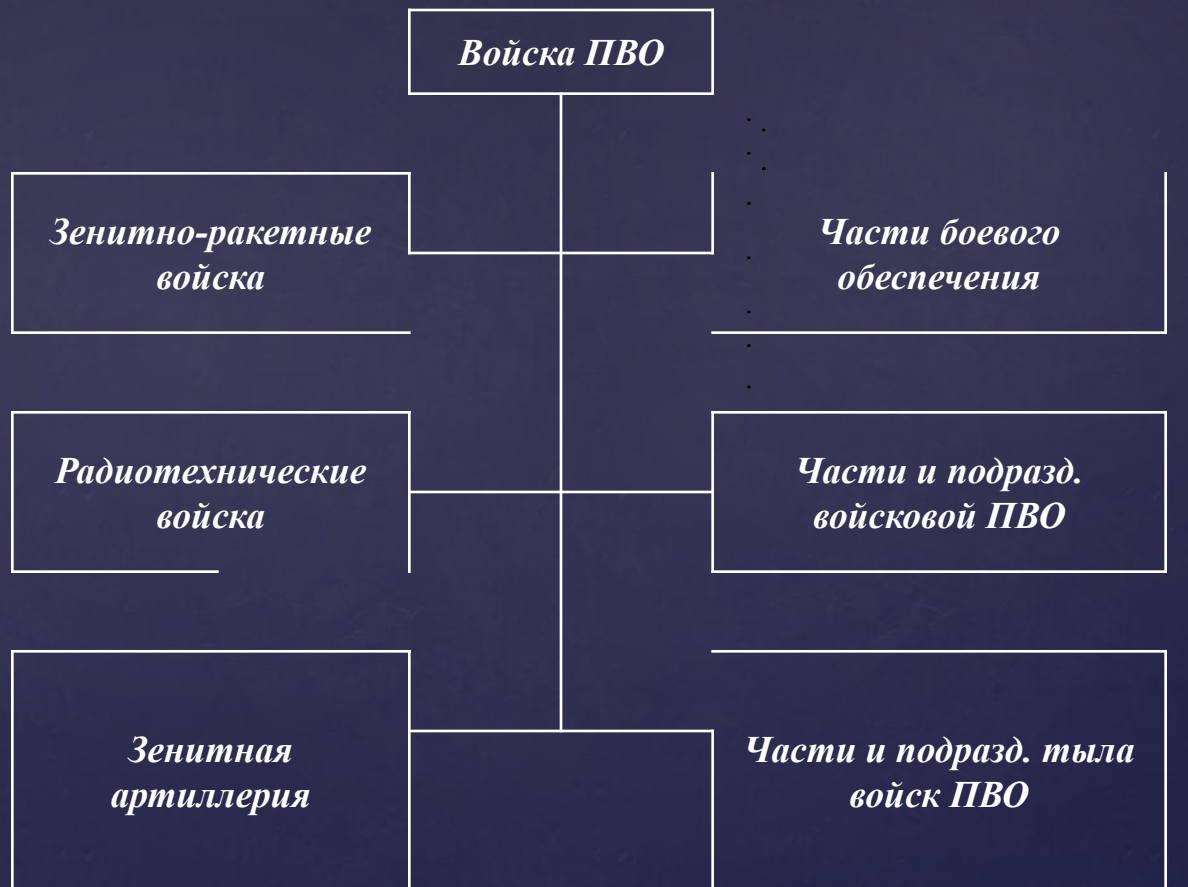 Войска ПВО
Зенитно-ракетные
войска
Части боевого
обеспечения
Радиотехнические
войска
Части и подразд.
войсковой ПВО
Зенитная
артиллерия
Части и подразд. тыла
войск ПВО